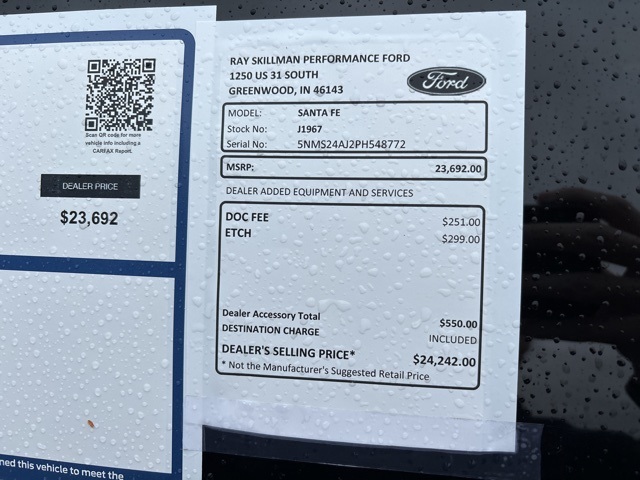 Scan QR code for more
vehicle info including a
CARFAX Report.
DEALER PRICE
$23,692
ned this vehicle to meet the
RAY SKILLMAN PERFORMANCE FORD
1250 US 31 SOUTH
GREENWOOD, IN 46143
Ford
MODEL: SANTA FE
Stock No: J1967
Serial No: 5NMS24AJ2PH548772
MSRP: 23,692.00
DEALER ADDED EQUIPMENT AND SERVICES
DOC FEE $251.00
ETCH $299.00
Dealer Accessory Total $550.00
DESTINATION CHARGE INCLUDED
DEALER'S SELLING PRICE* $24,242.00
* Not the Manufacturer's Suggested Retail Price